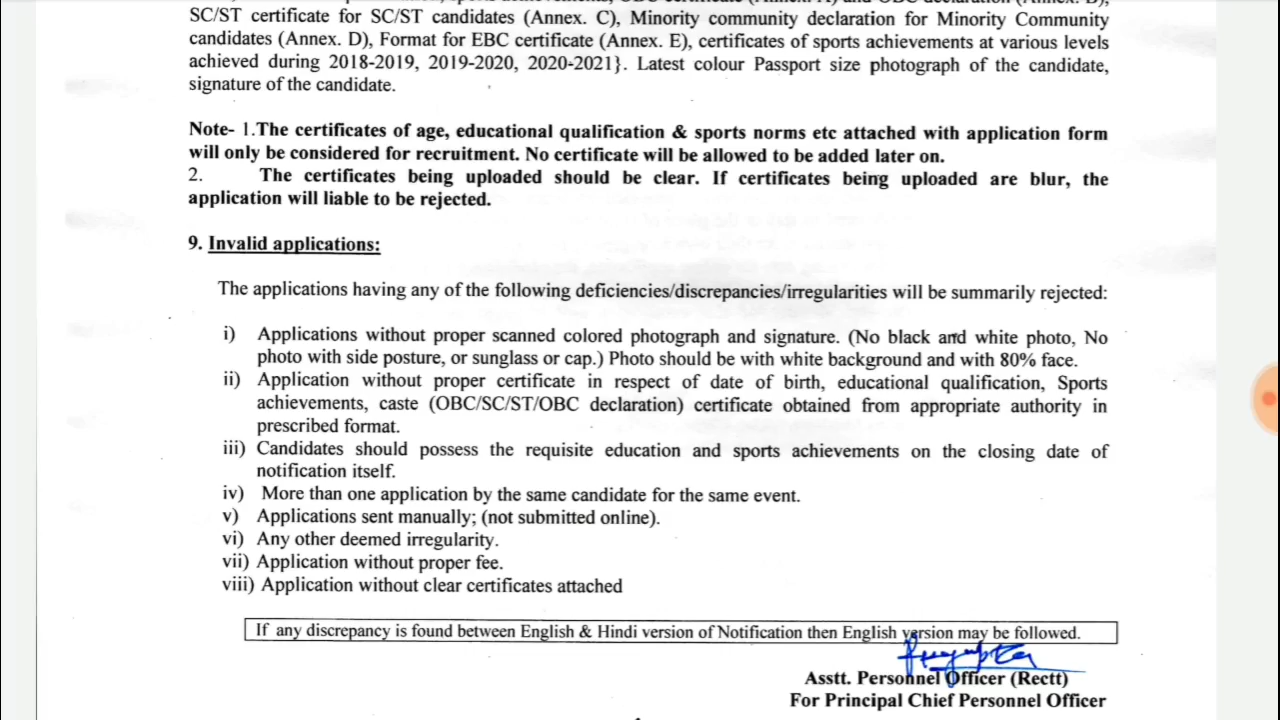 SC/ST certificate for SC/ST candidates (Annex. C), Minority community declaration for Minority Community
candidates (Annex. D), Format for EBC certificate (Annex. E), certificates of sports achievements at various levels
achieved during 2018-2019, 2019-2020, 2020-2021}. Latest colour Passport size photograph of the candidate,
signature of the candidate.
Note- 1.The certificates of age, educational qualification & sports norms etc attached with application form
will only be considered for recruitment. No certificate will be allowed to be added later on.
2. The certificates being uploaded should be clear. If certificates being uploaded are blur, the
application will liable to be rejected.
9. Invalid applications:
The applications having any of the following deficiencies/discrepancies/irregularities will be summarily rejected:
i) Applications without proper scanned colored photograph and signature. (No black and white photo, No
photo with side posture, or sunglass or cap.) Photo should be with white background and with 80% face.
ii) Application without proper certificate in respect of date of birth, educational qualification, Sports
achievements, caste (OBC/SC/ST/OBC declaration) certificate obtained from appropriate authority in
prescribed format.
iii) Candidates should possess the requisite education and sports achievements on the closing date of
notification itself.
iv) More than one application by the same candidate for the same event.
v) Applications sent manually; (not submitted online).
vi) Any other deemed irregularity.
vii) Application without proper fee.
viii) Application without clear certificates attached
If any discrepancy is found between English & Hindi version of Notification then English version may be followed.
Asstt. Personnel Officer (Rectt)
For Principal Chief Personnel Officer